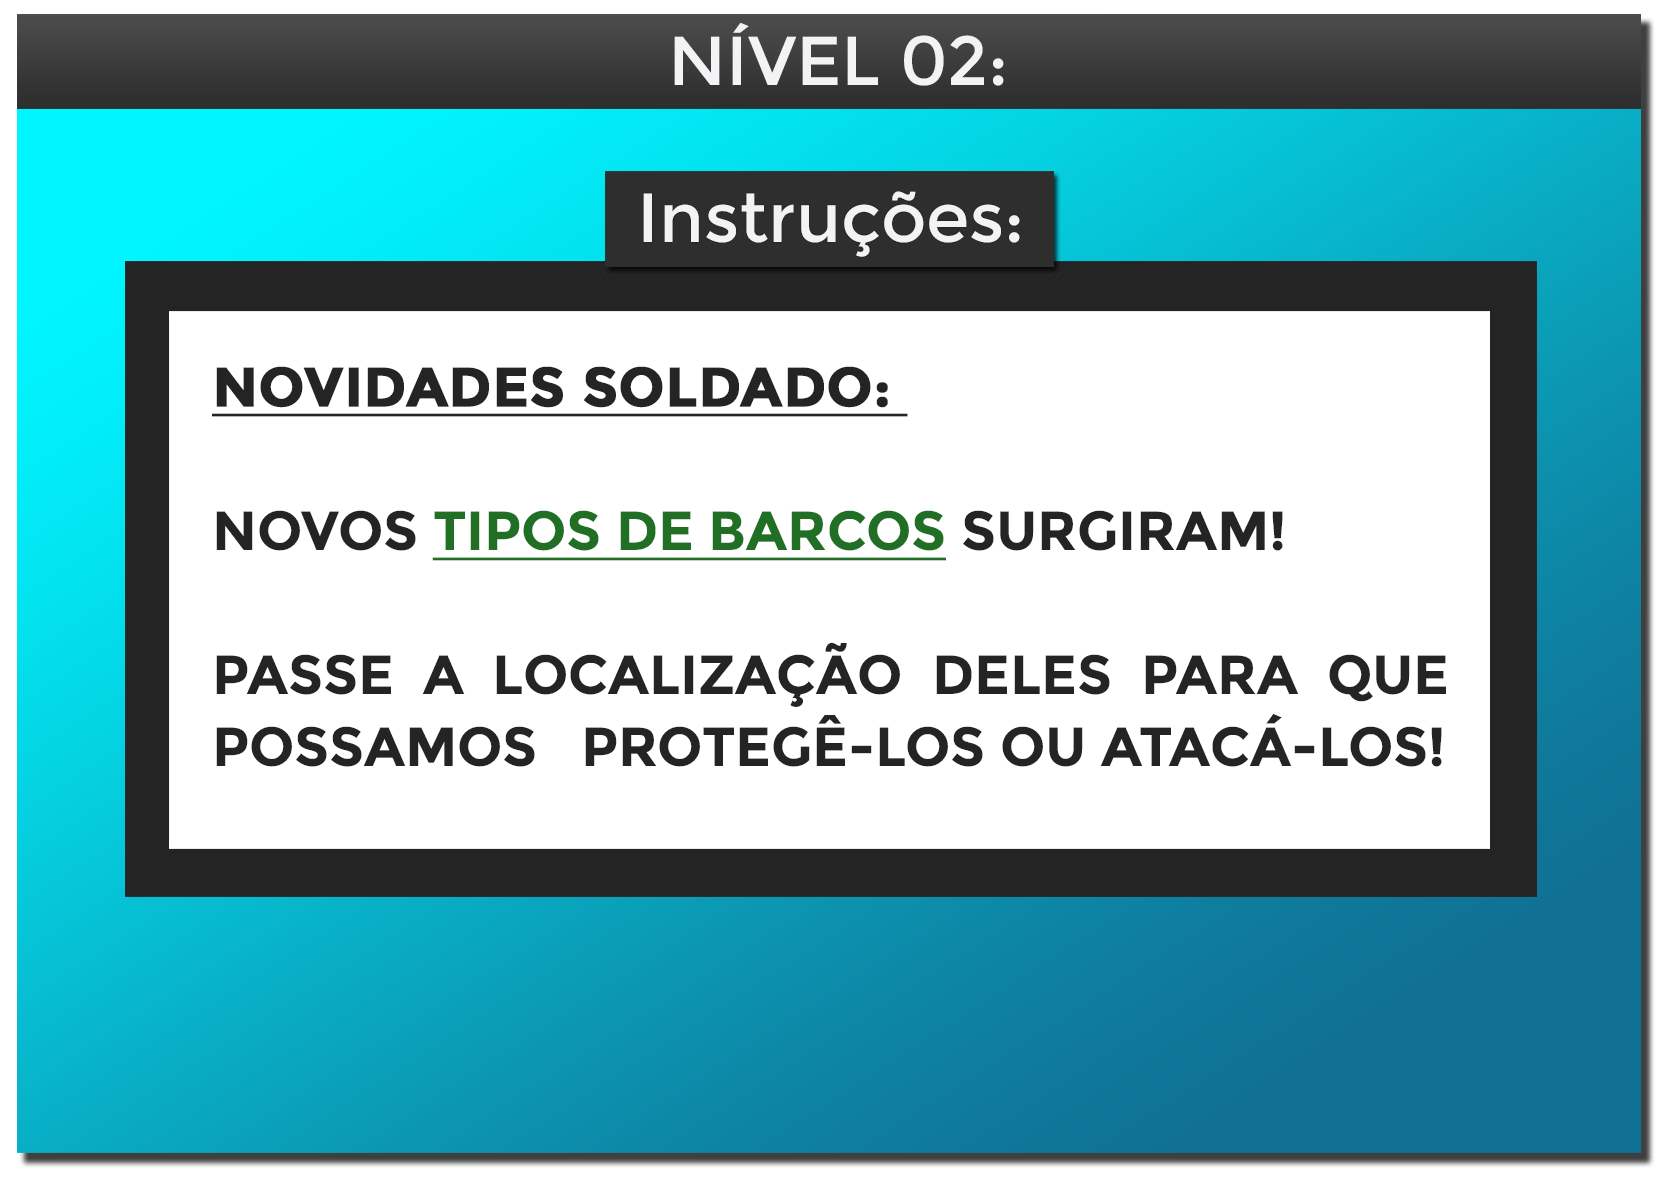 NÍVEL 02:
Instruções:
NOVIDADES SOLDADO:
NOVOS TIPOS DE BARCOS SURGIRAM!
PASSE A LOCALIZAÇÃO DELES PARA QUE
POSSAMOS PROTEGÊ-LOS OU ATACÁ-LOS!